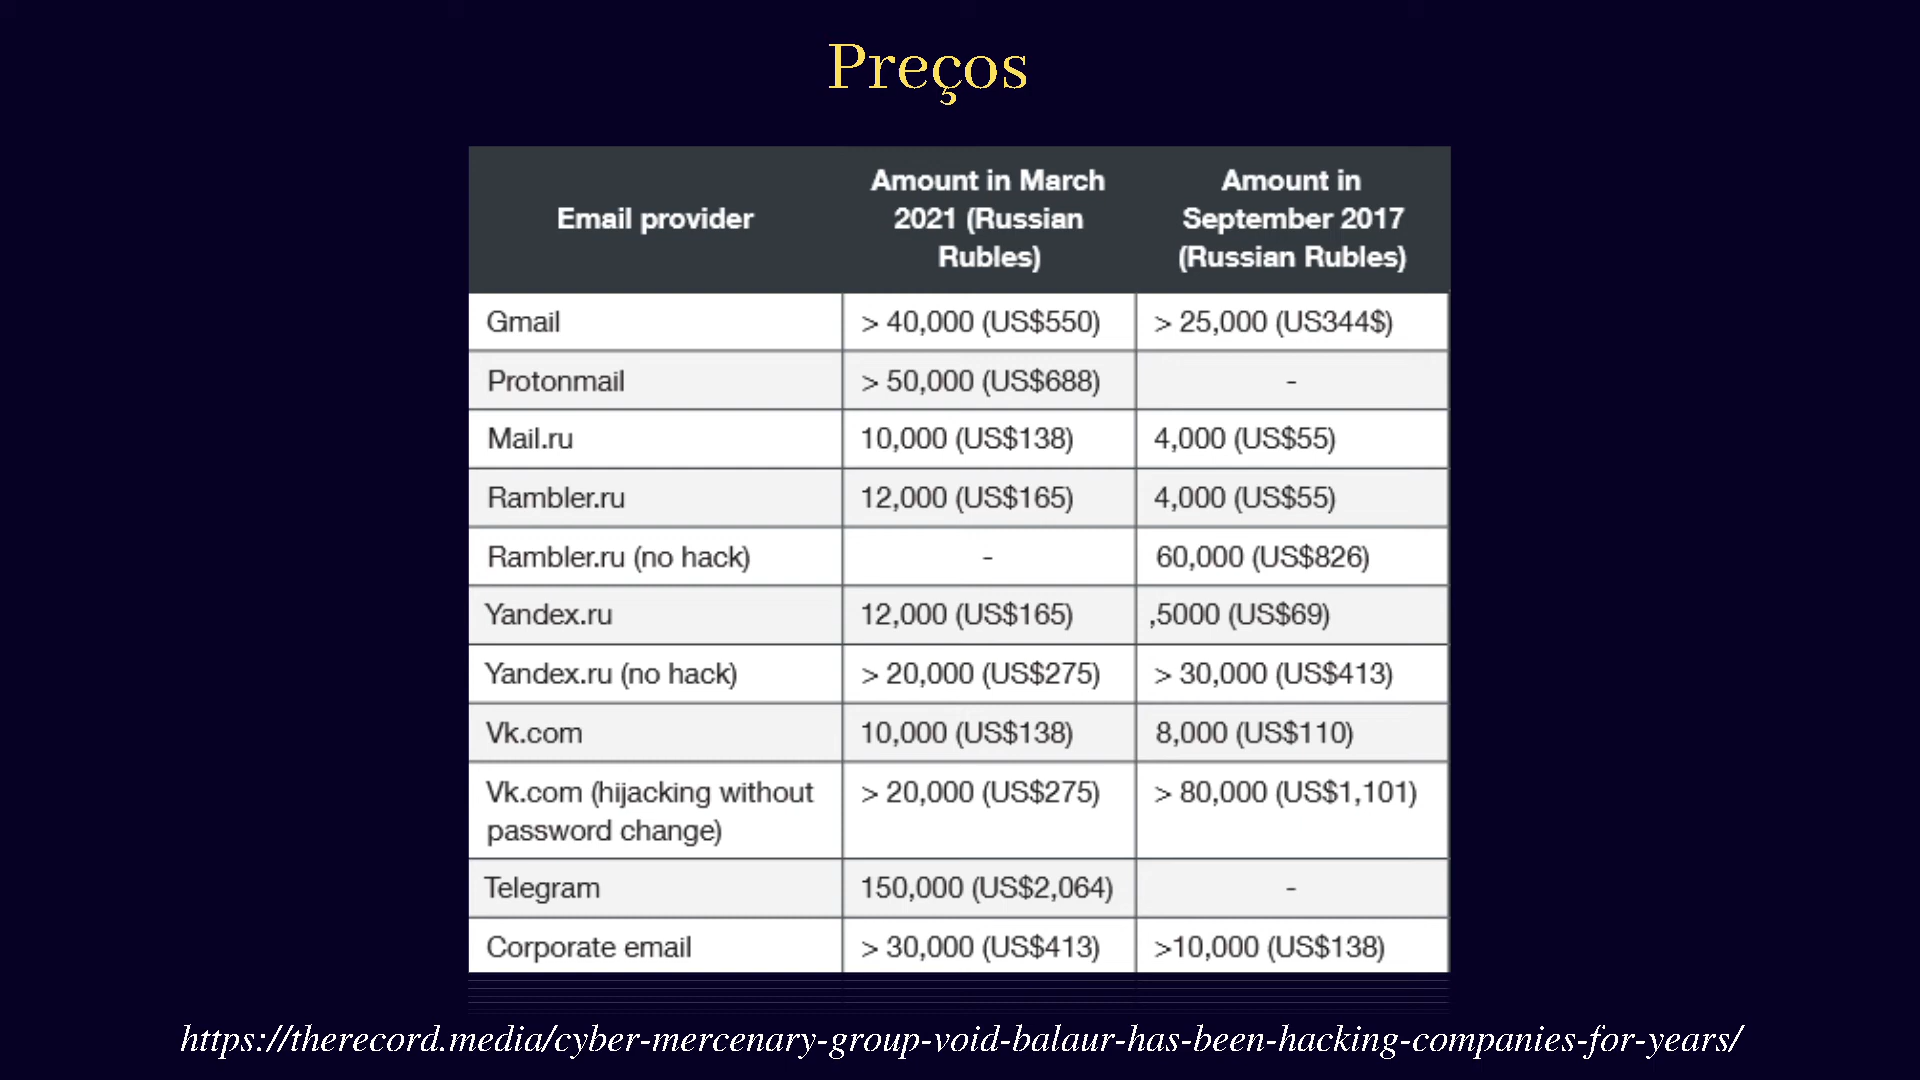 Preços
Email provider
Amount in March
2021 (Russian
Rubles)
Amount in
September 2017
(Russian Rubles)
Gmail
> 40,000 (US$550)
> 25,000 (US344$)
Protonmail
> 50,000 (US$688)
-
Mail.ru
10,000 (US$138)
4,000 (US$55)
Rambler.ru
12,000 (US$165)
4,000 (US$55)
Rambler.ru (no hack)
-
60,000 (US$826)
Yandex.ru
12,000 (US$165)
,5000 (US$69)
Yandex.ru (no hack)
> 20,000 (US$275)
> 30,000 (US$413)
Vk.com
10,000 (US$138)
8,000 (US$110)
Vk.com (hijacking without
password change)
> 20,000 (US$275)
> 80,000 (US$1,101)
Telegram
150,000 (US$2,064)
-
Corporate email
> 30,000 (US$413)
>10,000 (US$138)
https://therecord.media/cyber-mercenary-group-void-balaur-has-been-hacking-companies-for-years/